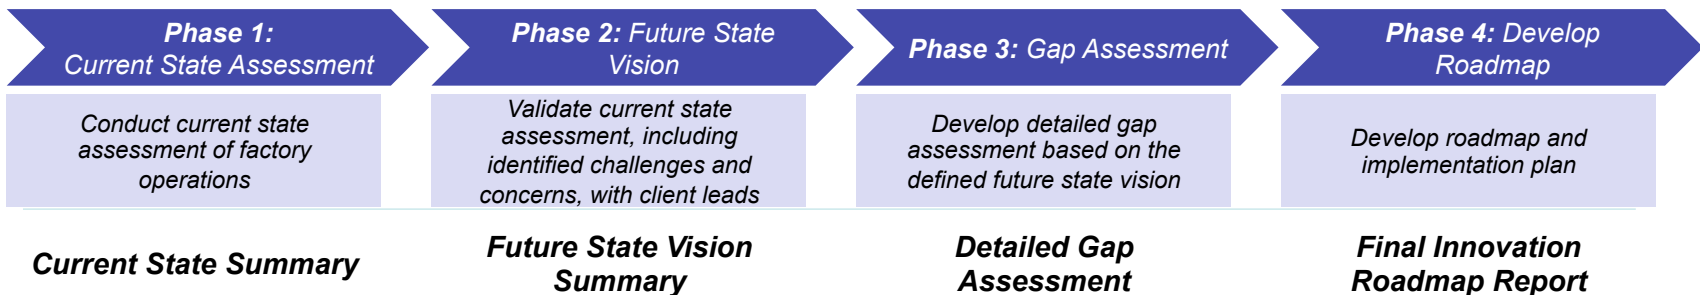 Phase 1:
Current State Assessment
Phase 2: Future State
Vision
Phase 3: Gap Assessment
Phase 4: Develop
Roadmap
Conduct current state
assessment of factory
operations
Validate current state
assessment, including
identified challenges and
concerns, with client leads
Develop detailed gap
assessment based on the
defined future state vision
Develop roadmap and
implementation plan
Current State Summary
Future State Vision
Summary
Detailed Gap
Assessment
Final Innovation
Roadmap Report